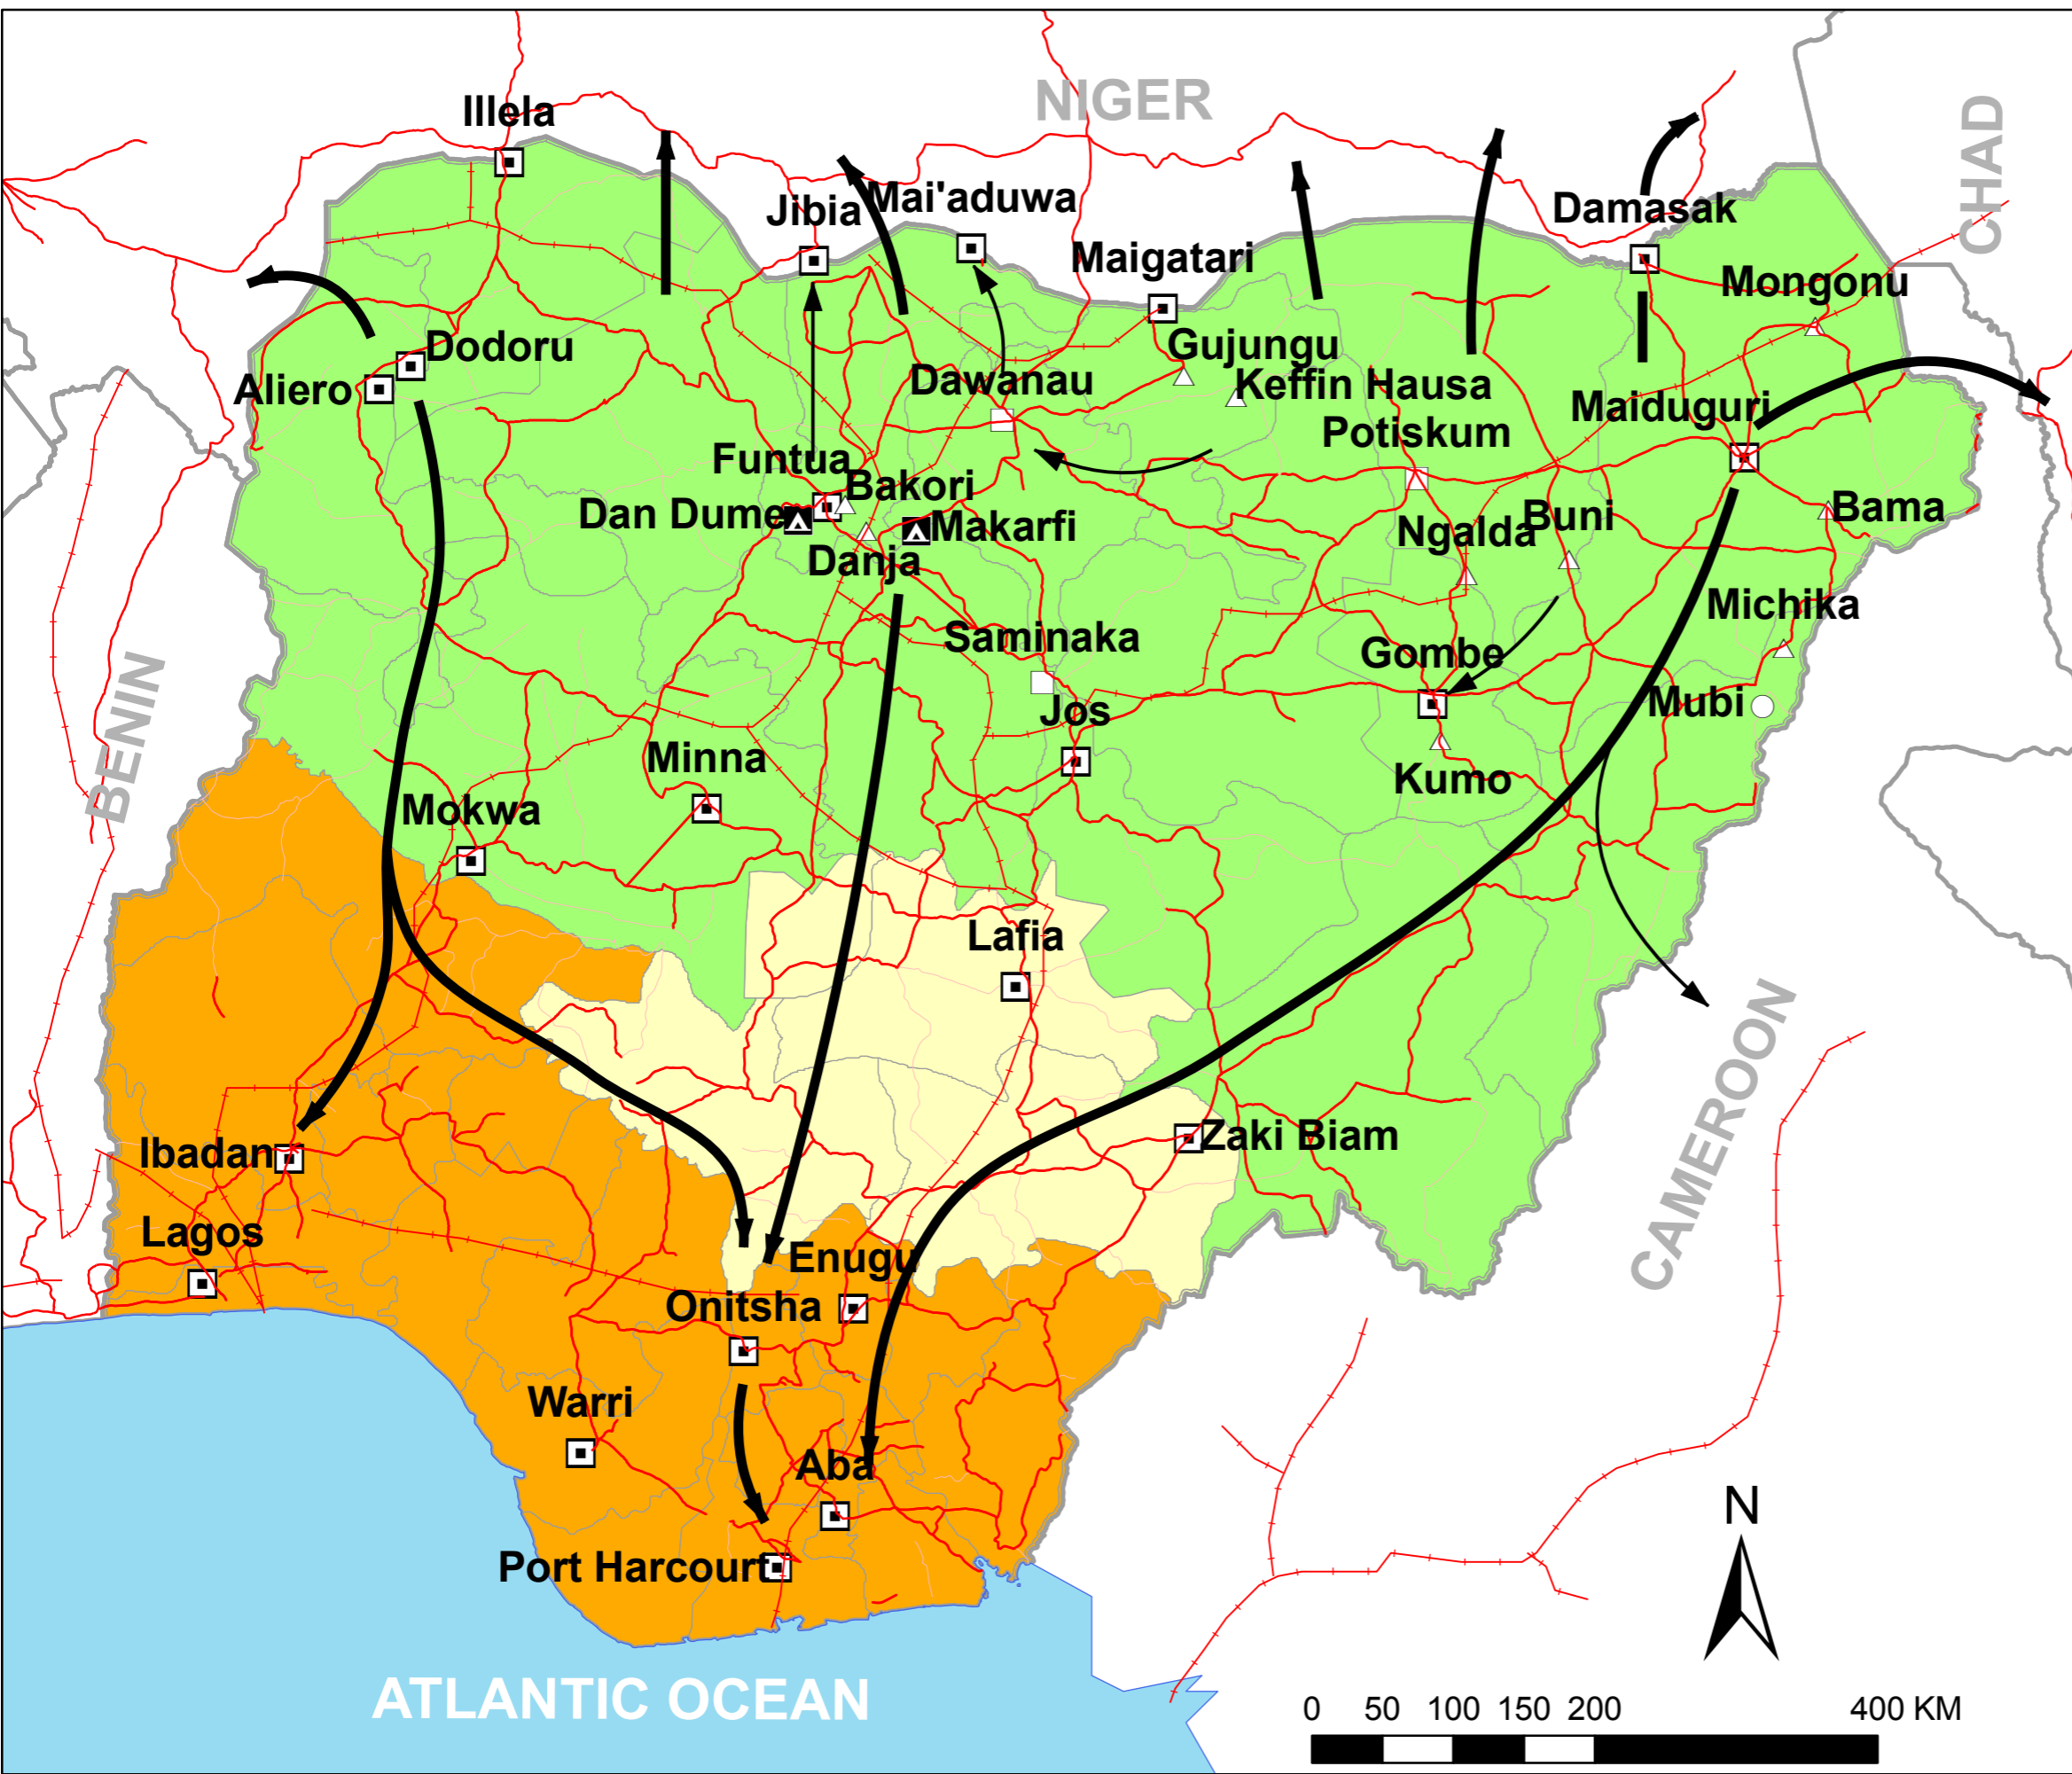 NIGER
CHAD
Illela
Jibia
Mai'aduwa
Damasak
Maigatari
Mongonu
Dodoru
Gujungu
Aliero
Dawanau
Keffin Hausa
Maiduguri
Potiskum
Funtua
Bakori
Dan Dume
Makarfi
Ngalda
Buni
Bama
Danja
Michika
Saminaka
Gombe
BENIN
Jos
Mubi
Minna
Kumo
Mokwa
Lafia
CAMEROON
Zaki Biam
Ibadan
Lagos
Enugu
Onitsha
Warri
Aba
Port Harcourt
N
ATLANTIC OCEAN
0 50 100 150 200 400 KM